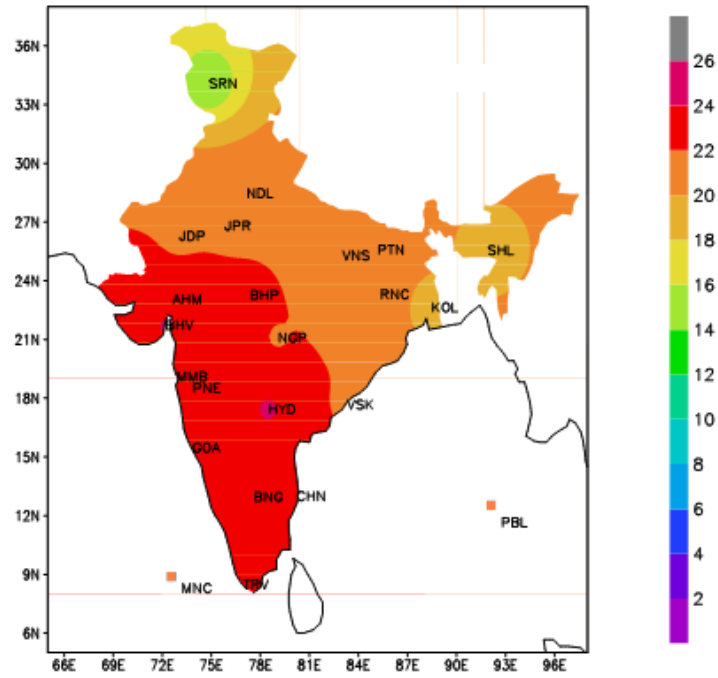 36N
33N
30N
27N
24N
21N
18N
15N
12N
9N
6N
66E 69E 72E 75E 78E 81E 84E 87E 90E 93E 96E
SRN
NDL
JPR
JDP
VNS PTN
SHL
AHM BHP RNC
KOL
BHV
NGP
MMB
PNE
HYD
VSK
GOA
BNG CHN
PBL
MNC
TRV
26
24
22
20
18
16
14
12
10
8
6
4
2